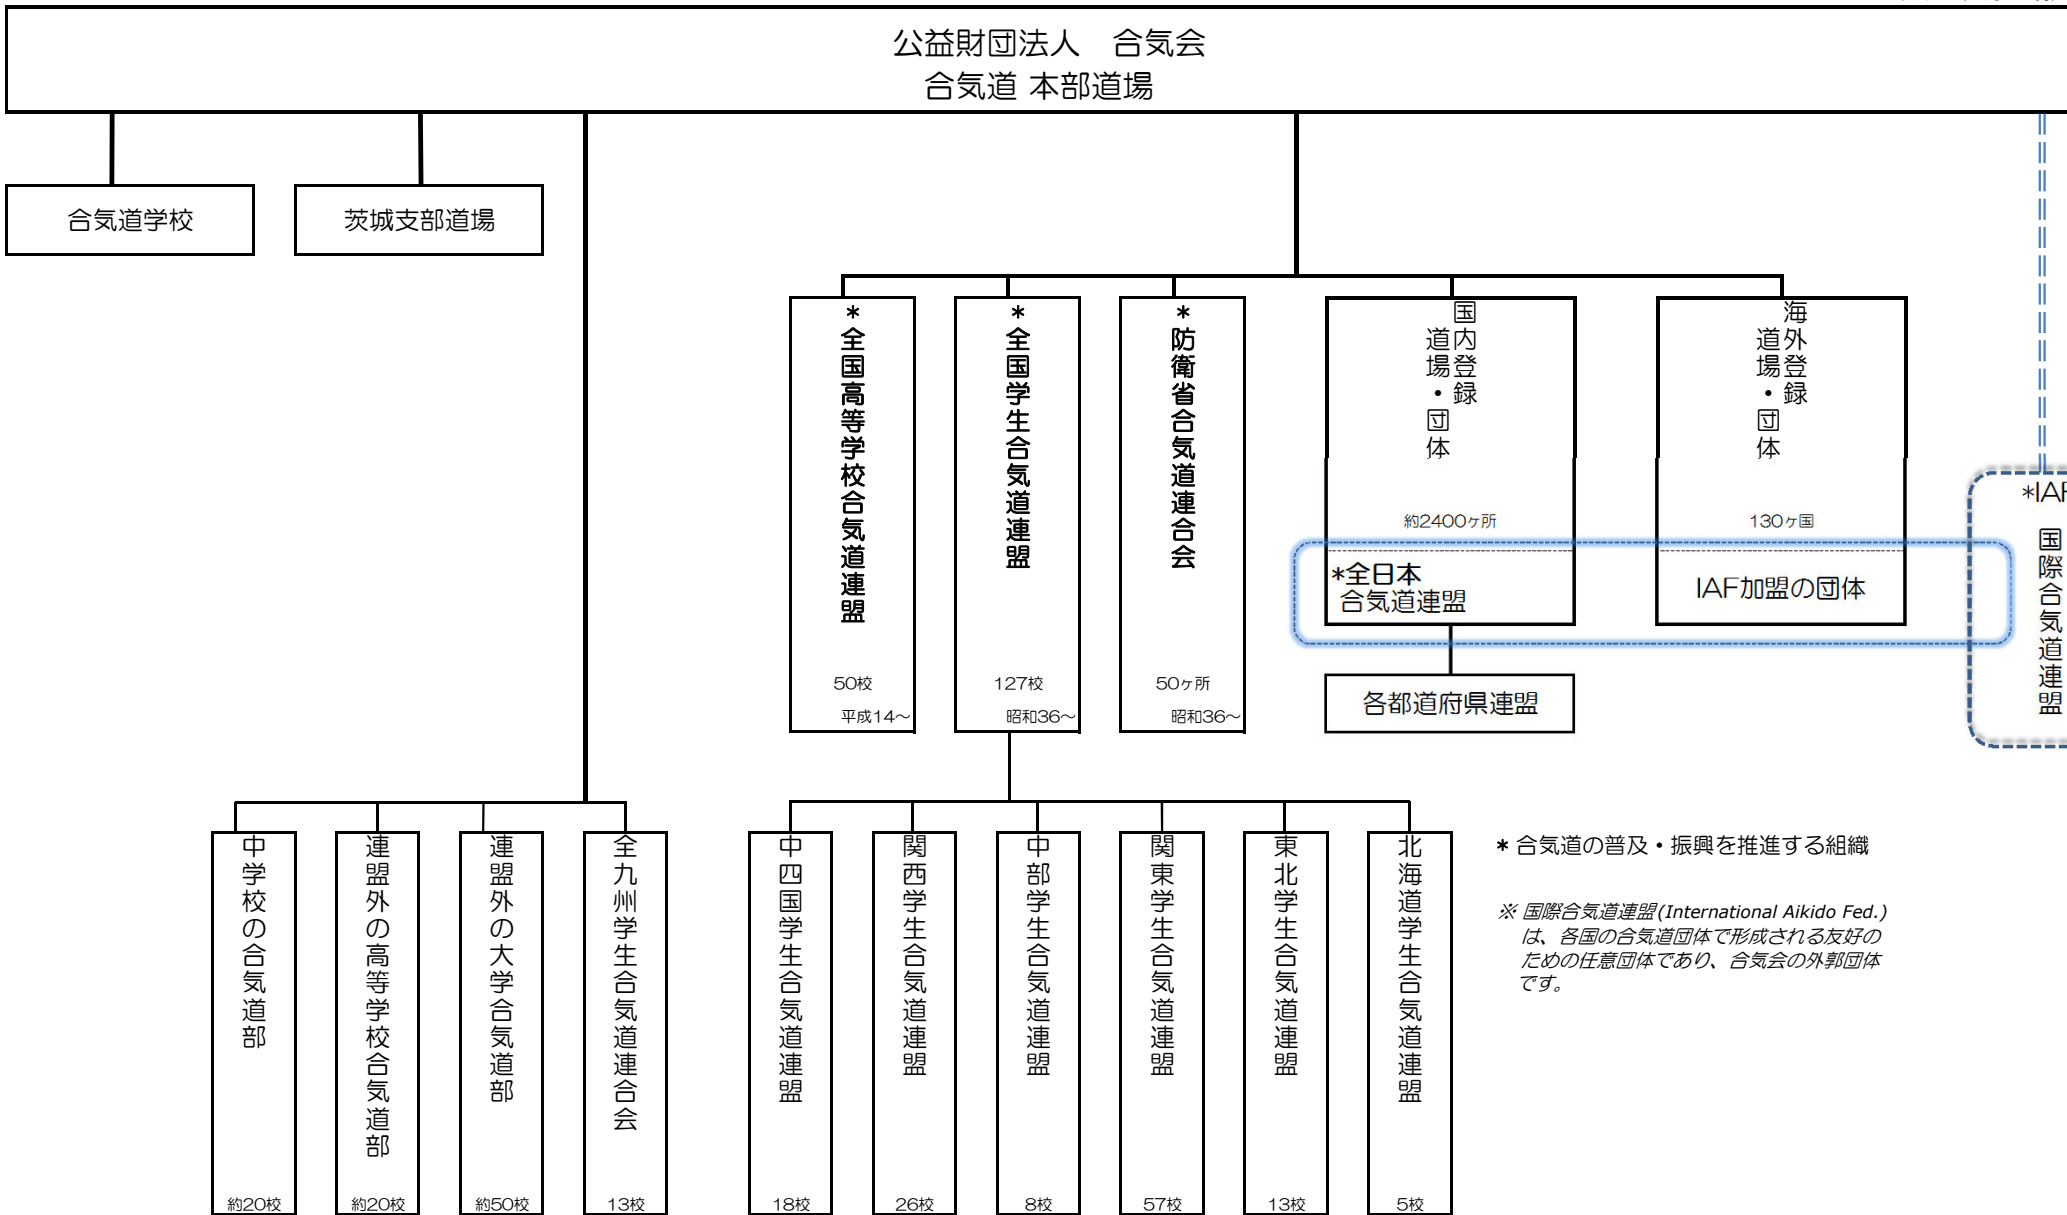 公益財団法人　合気会
合気道 本部道場
合気道学校
茨城支部道場
*全国高等学校合気道連盟
50校
平成14～
*全国学生合気道連盟
127校
昭和36～
*防衛省合気道連合会
50ヶ所
昭和36～
国内登録
道場・団体
約2400ヶ所
*全日本
合気道連盟
各都道府県連盟
海外登録
道場・団体
130ヶ国
IAF加盟の団体
*IAF
国際合気道連盟
中学校の合気道部
約20校
連盟外の高等学校合気道部
約20校
連盟外の大学合気道部
約50校
全九州学生合気道連合会
13校
中四国学生合気道連盟
18校
関西学生合気道連盟
26校
中部学生合気道連盟
8校
関東学生合気道連盟
57校
東北学生合気道連盟
13校
北海道学生合気道連盟
5校
* 合気道の普及・振興を推進する組織
※ 国際合気道連盟(International Aikido Fed.)
は、各国の合気道団体で形成される友好の
ための任意団体であり、合気会の外郭団体
です。